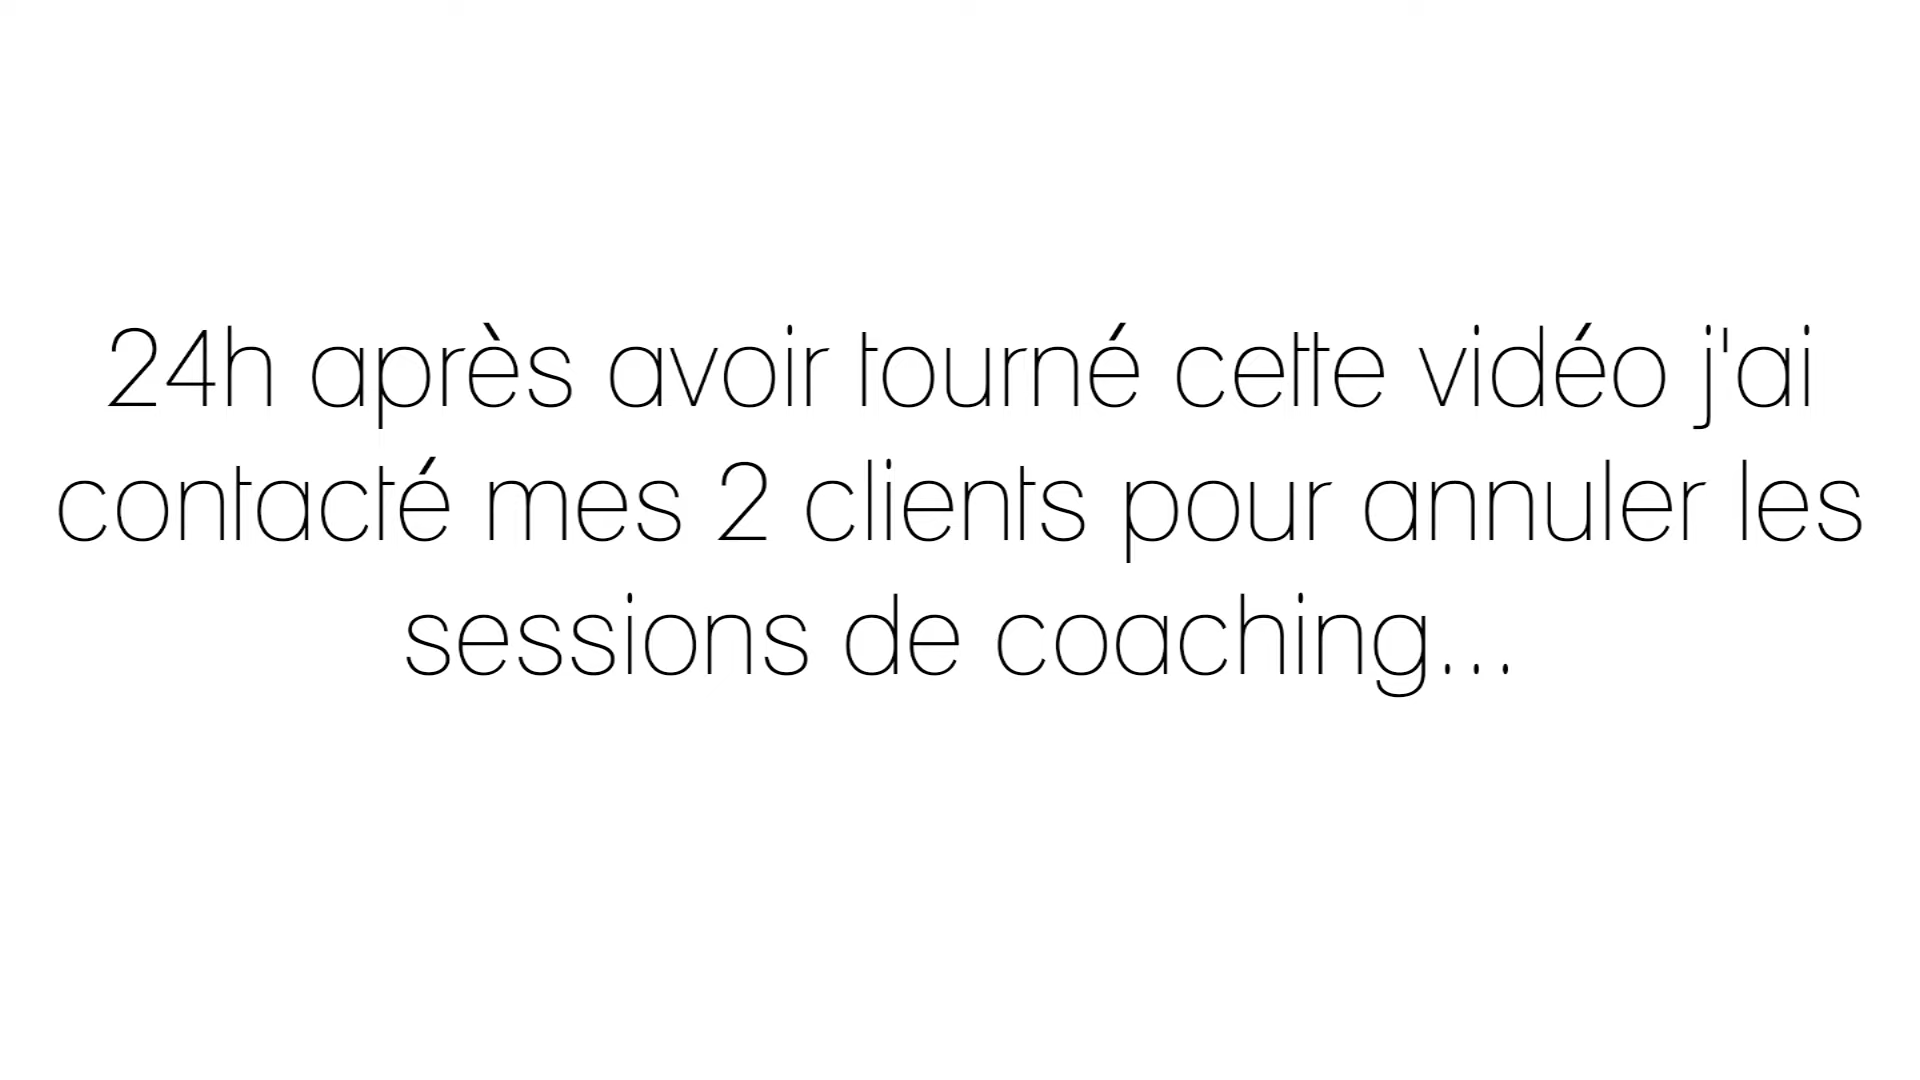 24h après avoir tourné cette vidéo j'ai
contacté mes 2 clients pour annuler les
sessions de coaching...